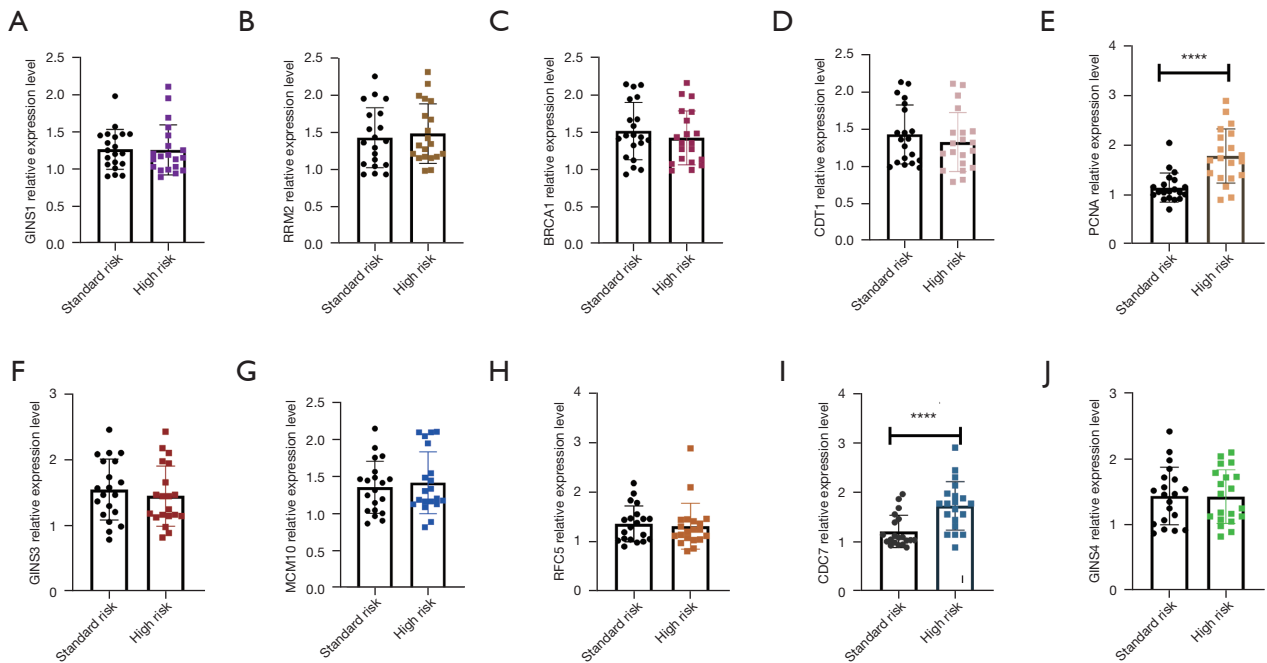 A
GINS1 relative expression level
2.5
2.0
1.5
1.0
0.5
0.0
Standard risk
High risk
B
RRM2 relative expression level
2.5
2.0
1.5
1.0
0.5
0.0
Standard risk
High risk
C
BRCA1 relative expression level
2.5
2.0
1.5
1.0
0.5
0.0
Standard risk
High risk
D
CDT1 relative expression level
2.5
2.0
1.5
1.0
0.5
0.0
Standard risk
High risk
E
PCNA relative expression level
4
3
2
1
0
****
Standard risk
High risk
F
GINS3 relative expression level
3
2
1
0
Standard risk
High risk
G
MCM10 relative expression level
2.5
2.0
1.5
1.0
0.5
0.0
Standard risk
High risk
H
RFC5 relative expression level
4
3
2
1
0
Standard risk
High risk
I
CDC7 relative expression level
4
3
2
1
0
****
Standard risk
High risk
J
GINS4 relative expression level
3
2
1
0
Standard risk
High risk